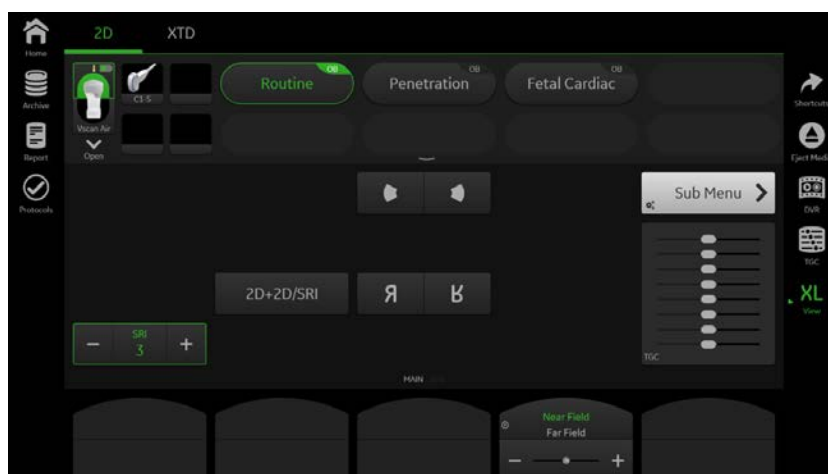 2D
XTD
Home
Archive
Report
Protocols
Vscan Air
Open
C1-5
Routine
OB
Penetration
OB
Fetal Cardiac
OB
Sub Menu
2D+2D/SRI
Я
R
SRI
3
TGC
MAIN
Near Field
Far Field
Shortcuts
Eject Media
DVR
TGC
XL
View